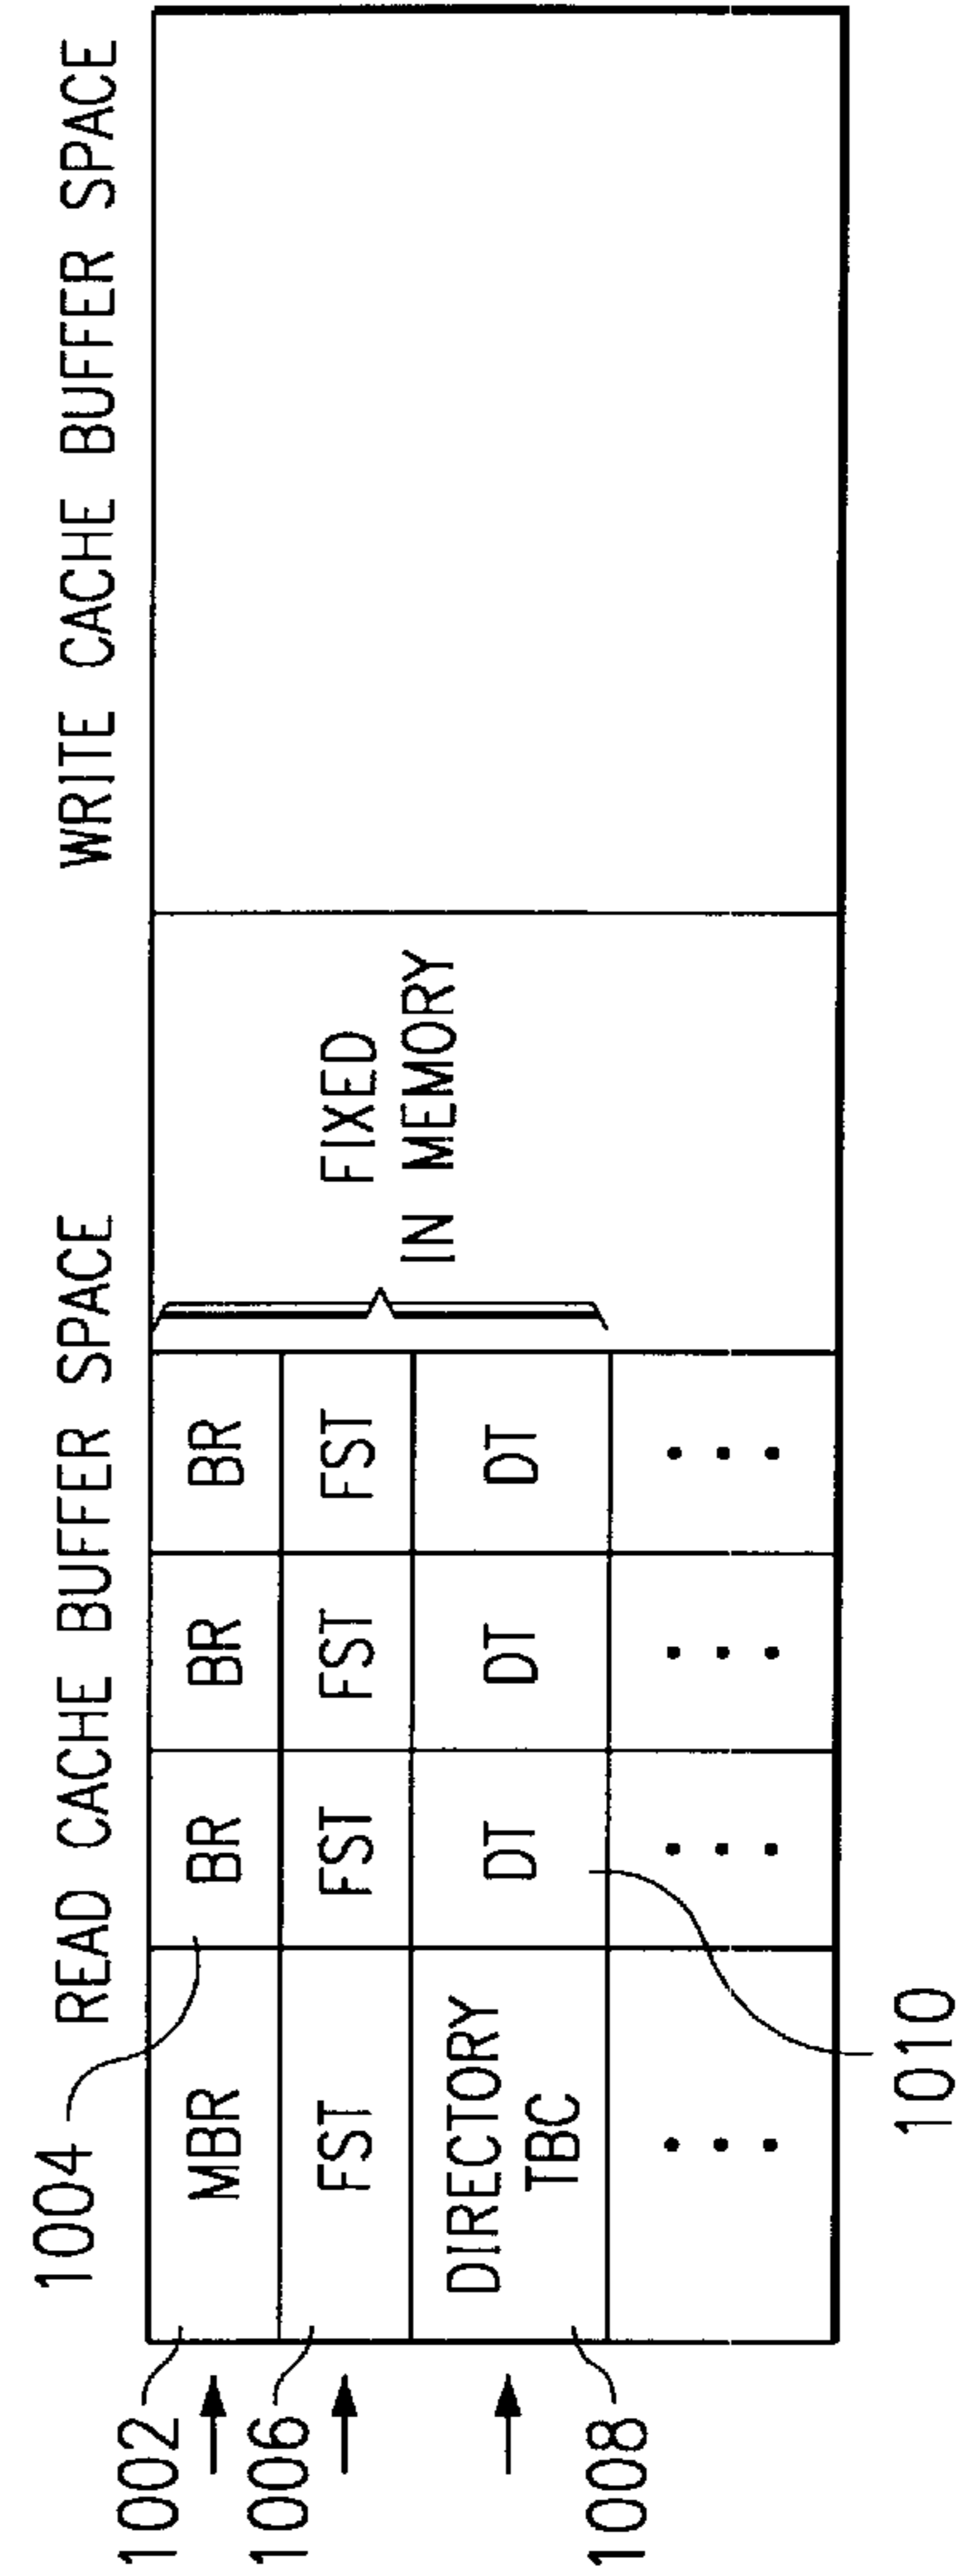 READ CACHE BUFFER SPACE
WRITE CACHE BUFFER SPACE
1004
1002
MBR BR BR BR
FIXED
IN MEMORY
1006
FST FST FST FST
1008
DIRECTORY
TBC
DT DT DT
1010